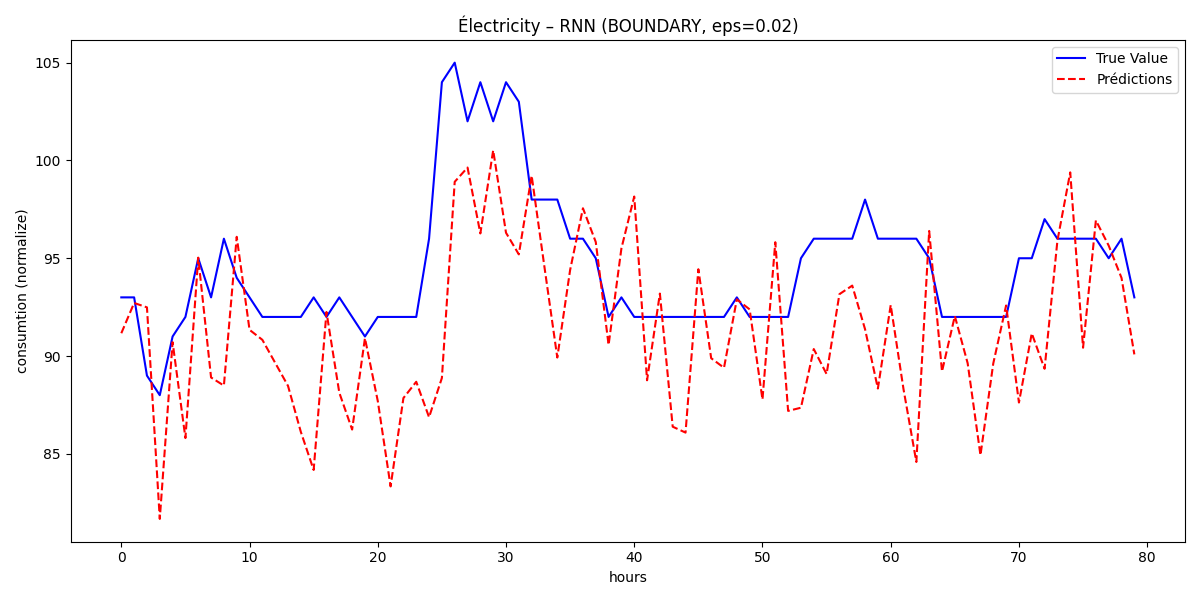 Électricity – RNN (BOUNDARY, eps=0.02)
True Value
Prédictions
consumtion (normalize)
105
100
95
90
85
0 10 20 30 40 50 60 70 80
hours